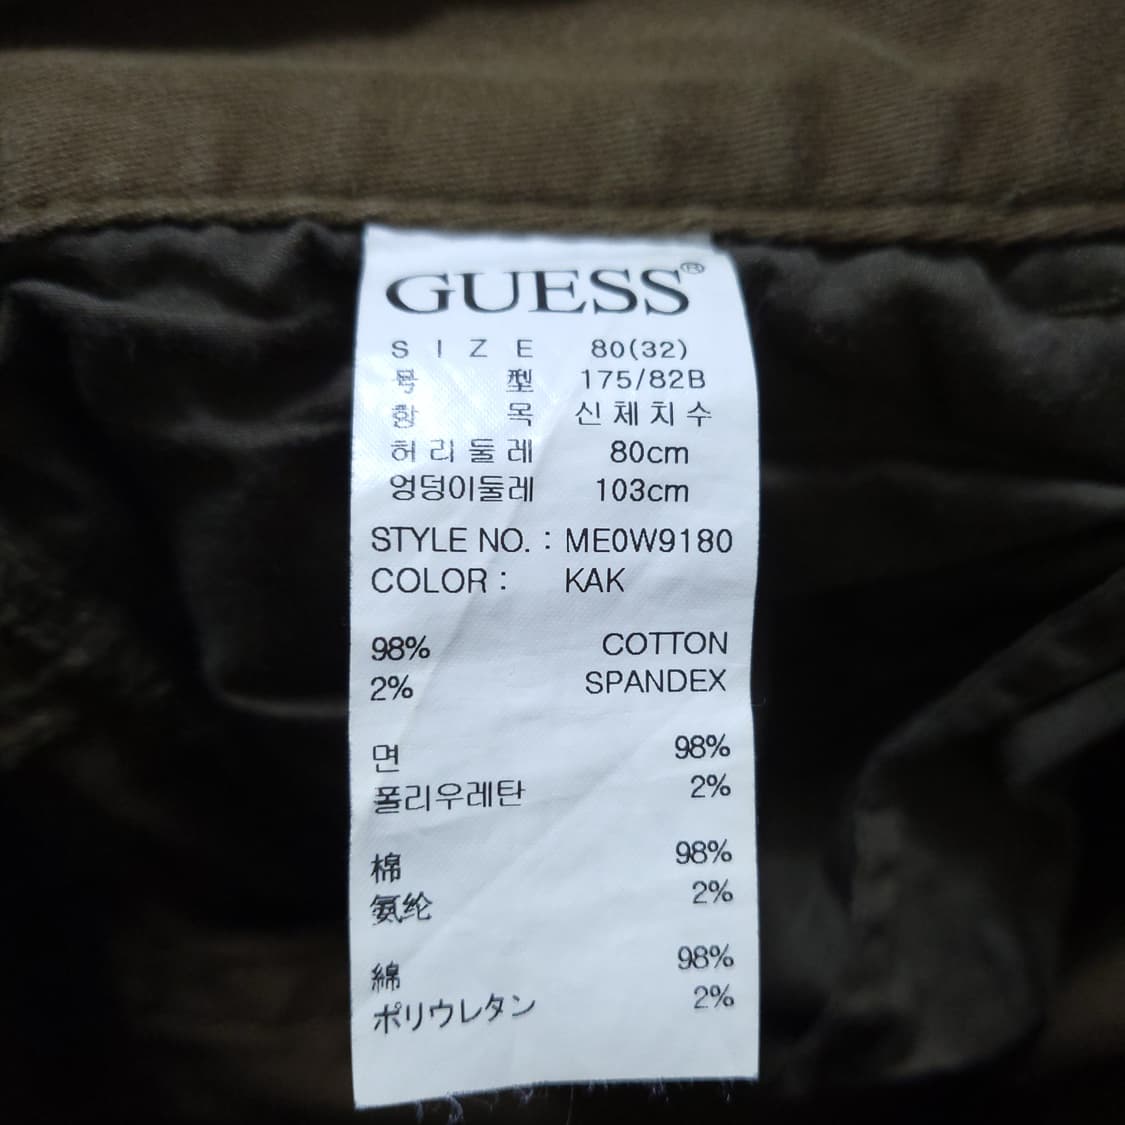 GUESS®
SIZE 80(32)
号型 175/82B
항목 신체치수
허리둘레 80cm
엉덩이둘레 103cm
STYLE NO. : ME0W9180
COLOR : KAK
98% COTTON
2% SPANDEX
면 98%
폴리우레탄 2%
棉 98%
氨纶 2%
綿 98%
ポリウレタン 2%